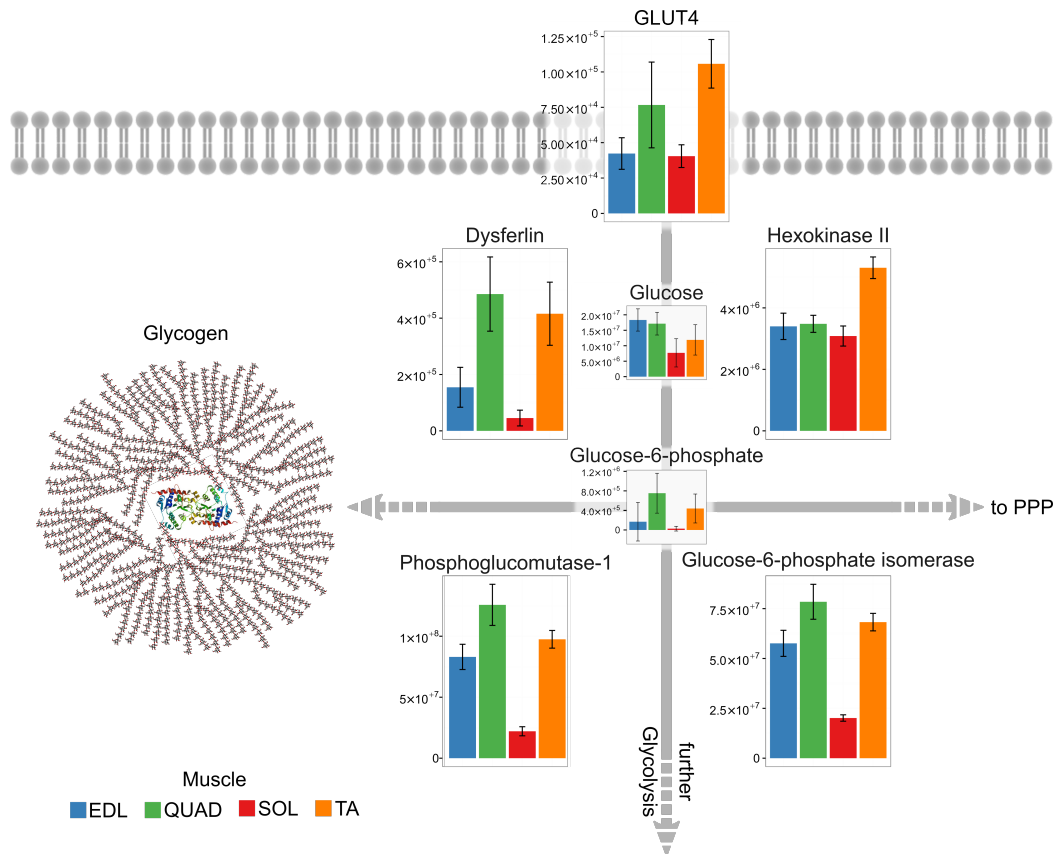 GLUT4
1.25×10⁺⁵
1.00×10⁺⁵
7.50×10⁺⁴
5.00×10⁺⁴
2.50×10⁺⁴
0
Dysferlin
6×10⁺⁵
4×10⁺⁵
2×10⁺⁵
0
Glucose
2.0×10⁺⁷
1.5×10⁺⁷
1.0×10⁺⁷
5.0×10⁺⁶
0
Hexokinase II
4×10⁺⁶
2×10⁺⁶
0
Glycogen
Glucose-6-phosphate
1.2×10⁺⁶
8.0×10⁺⁵
4.0×10⁺⁵
0
to PPP
Phosphoglucomutase-1
1×10⁺⁸
5×10⁺⁷
0
Glucose-6-phosphate isomerase
7.5×10⁺⁷
5.0×10⁺⁷
2.5×10⁺⁷
0
further
Glycolysis
Muscle
EDL QUAD SOL TA